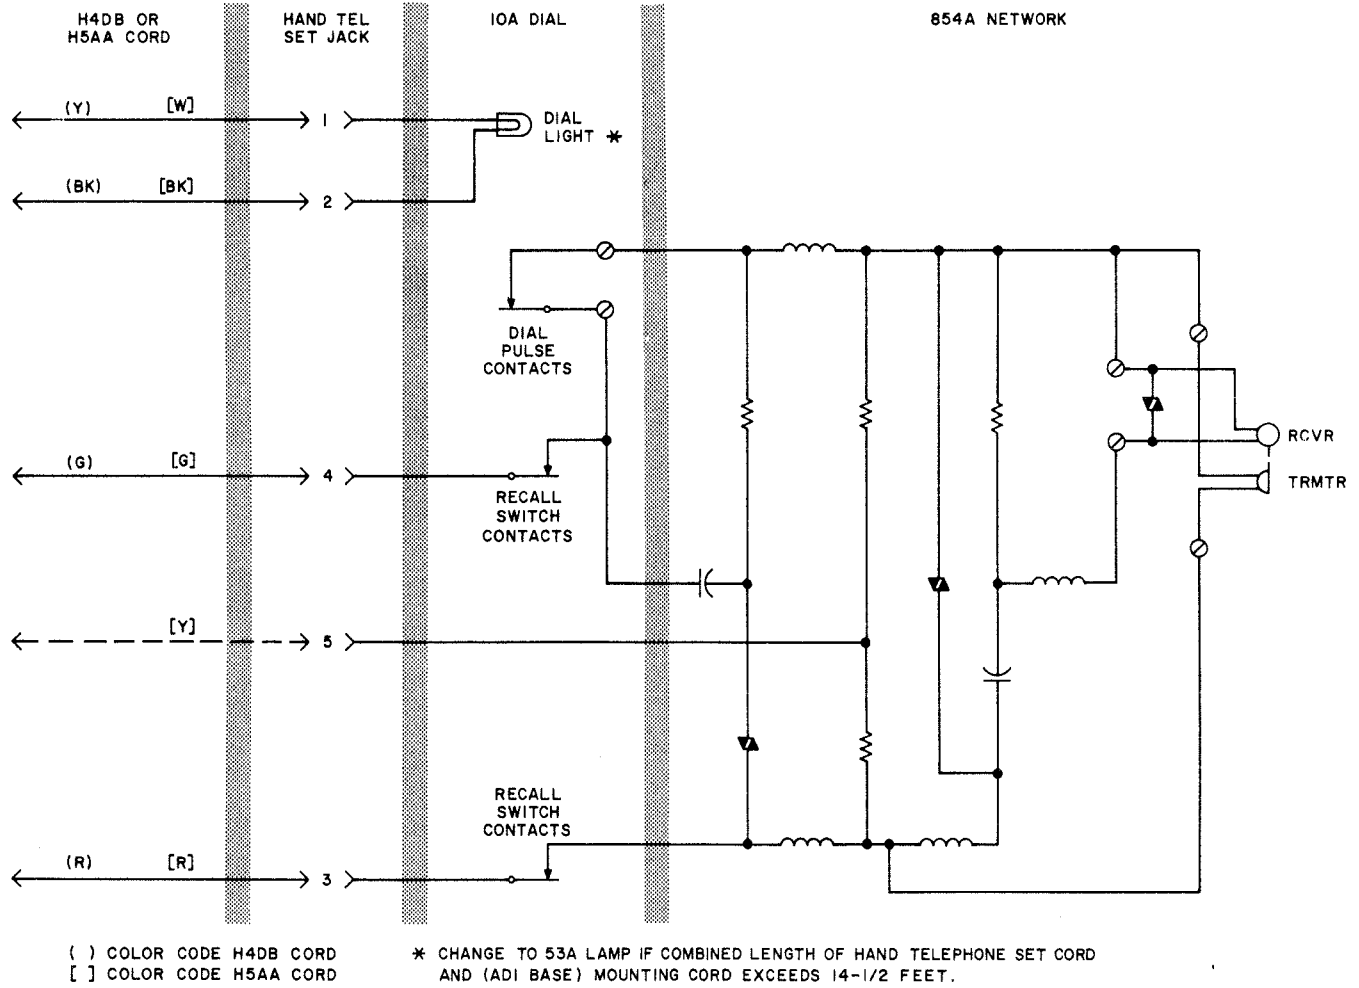 H4DB OR
H5AA CORD
HAND TEL
SET JACK
10A DIAL
854A NETWORK
(Y) [W] 1
DIAL
LIGHT *
(BK) [BK] 2
DIAL
PULSE
CONTACTS
(G) [G] 4
RECALL
SWITCH
CONTACTS
RCVR
TRMTR
[Y] 5
RECALL
SWITCH
CONTACTS
(R) [R] 3
( ) COLOR CODE H4DB CORD
[ ] COLOR CODE H5AA CORD
* CHANGE TO 53A LAMP IF COMBINED LENGTH OF HAND TELEPHONE SET CORD
AND (AD1 BASE) MOUNTING CORD EXCEEDS 14-1/2 FEET.